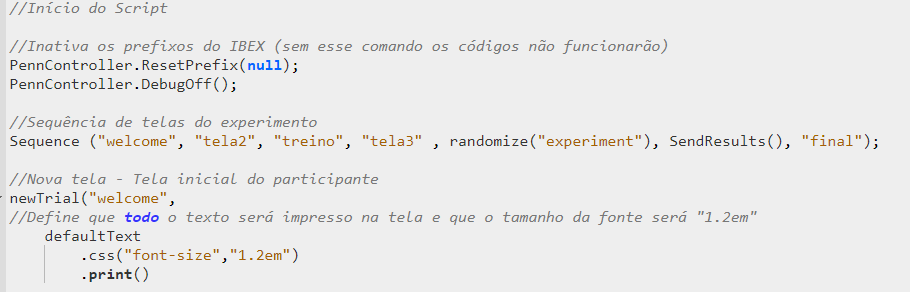 //Início do Script
//Inativa os prefixos do IBEX (sem esse comando os códigos não funcionarão)
PennController.ResetPrefix(null);
PennController.DebugOff();
//Sequência de telas do experimento
Sequence ("welcome", "tela2", "treino", "tela3" , randomize("experiment"), SendResults(), "final");
//Nova tela - Tela inicial do participante
newTrial("welcome",
//Define que todo o texto será impresso na tela e que o tamanho da fonte será "1.2em"
defaultText
.css("font-size","1.2em")
.print()